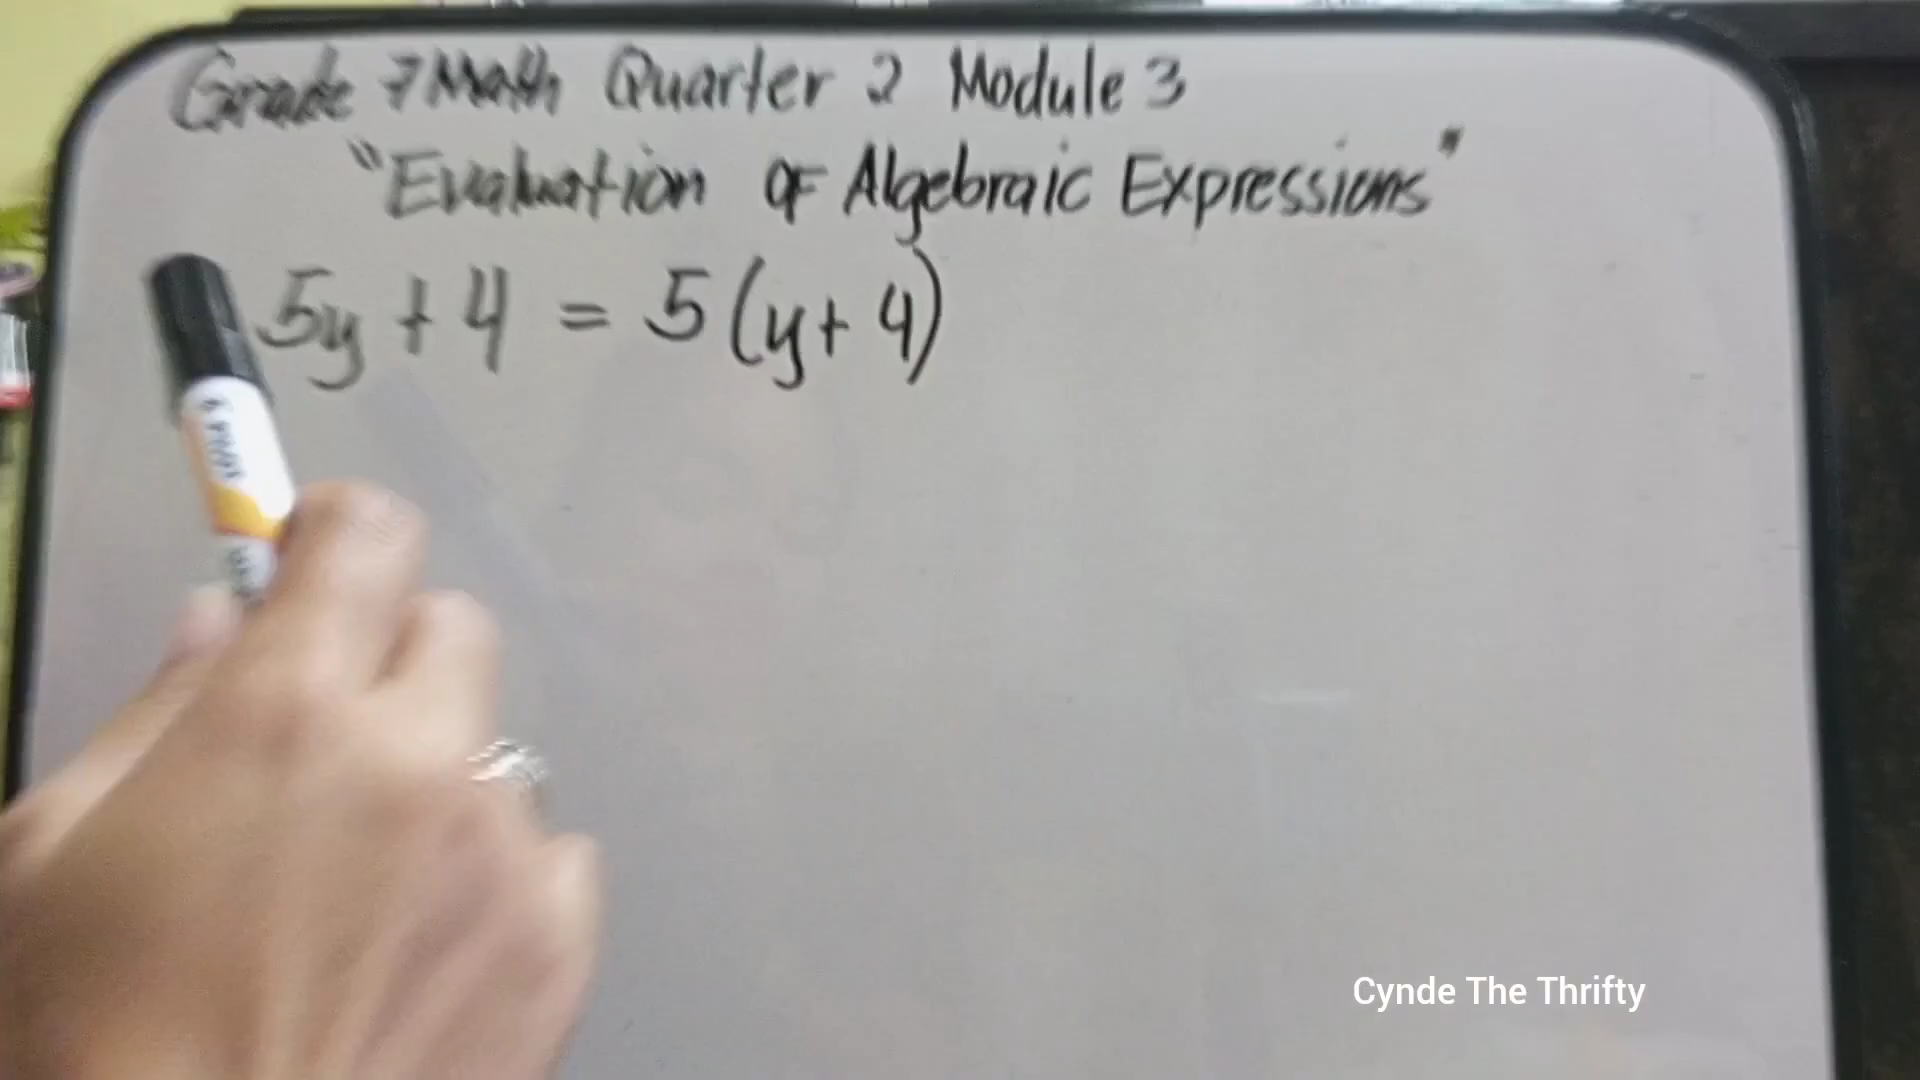 Grade 7 Math Quarter 2 Module 3
"Evaluation of Algebraic Expressions"
5y + 4 = 5(y + 4)
Cynde The Thrifty